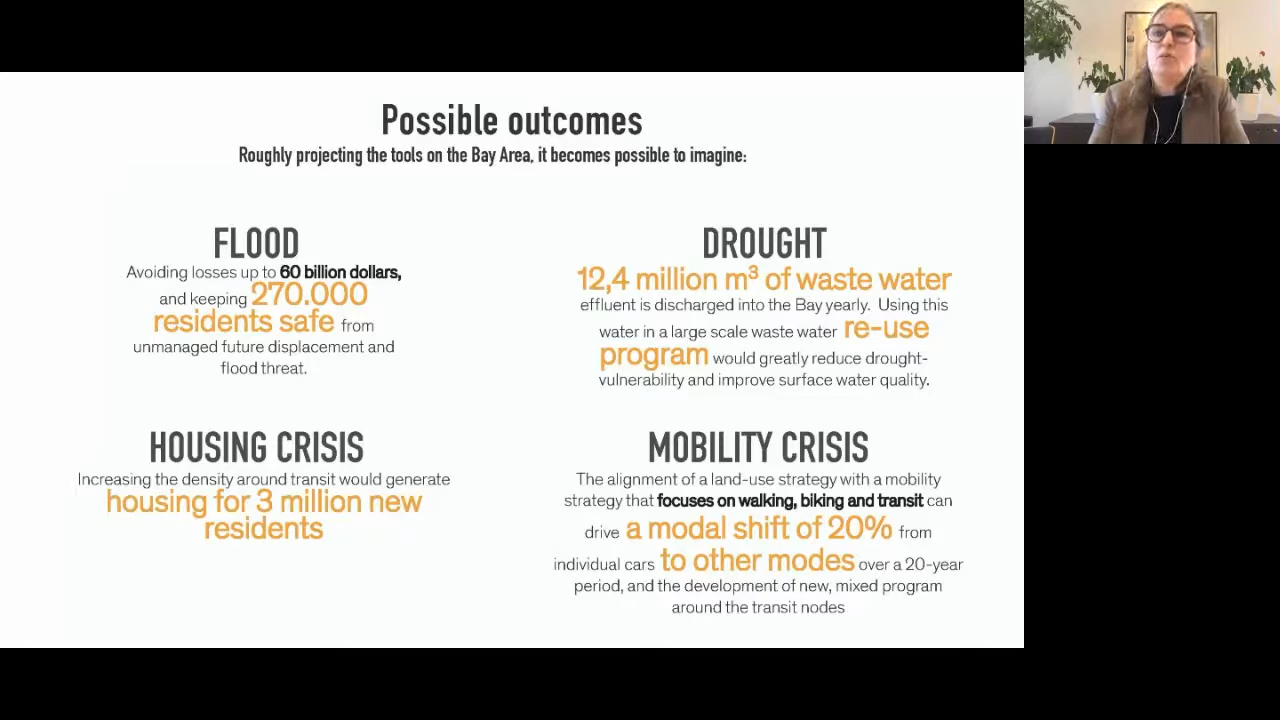 Possible outcomes
Roughly projecting the tools on the Bay Area, it becomes possible to imagine:
FLOOD
Avoiding losses up to 60 billion dollars,
and keeping 270.000
residents safe from
unmanaged future displacement and
flood threat.
DROUGHT
12,4 million m³ of waste water
effluent is discharged into the Bay yearly. Using this
water in a large scale waste water re-use
program would greatly reduce drought-
vulnerability and improve surface water quality.
HOUSING CRISIS
Increasing the density around transit would generate
housing for 3 million new
residents
MOBILITY CRISIS
The alignment of a land-use strategy with a mobility
strategy that focuses on walking, biking and transit can
drive a modal shift of 20% from
individual cars to other modes over a 20-year
period, and the development of new, mixed program
around the transit nodes